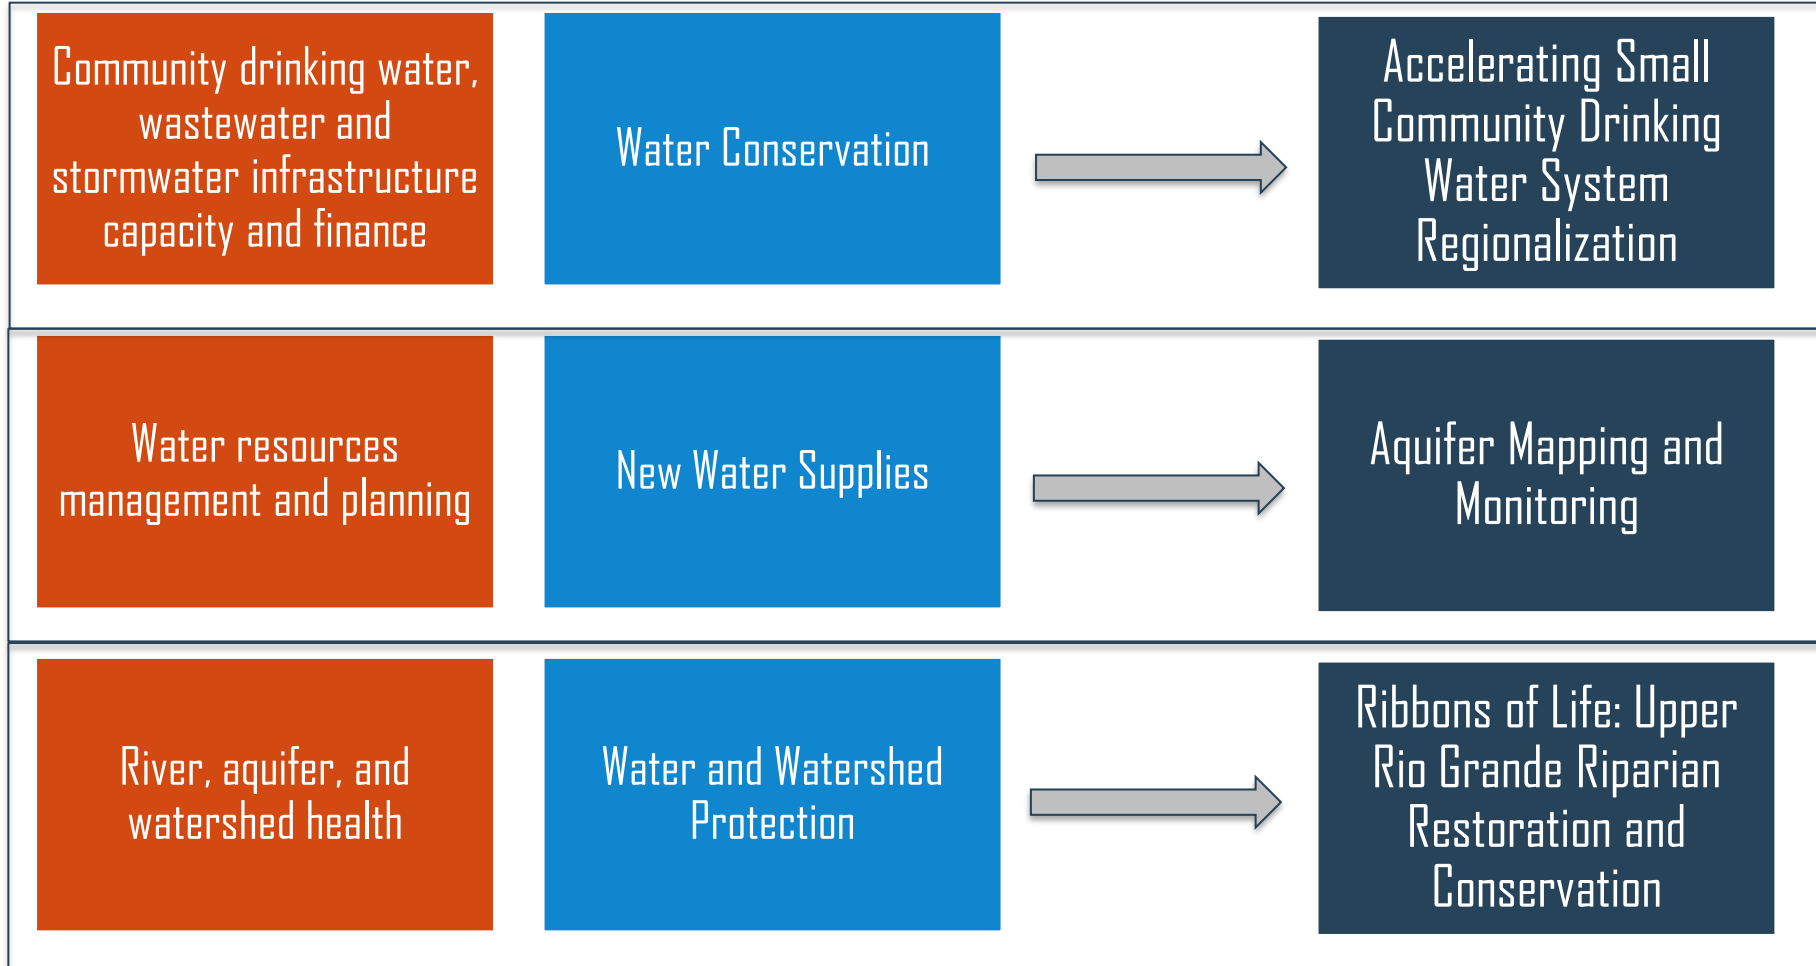 Community drinking water,
wastewater and
stormwater infrastructure
capacity and finance
Water Conservation
Accelerating Small
Community Drinking
Water System
Regionalization
Water resources
management and planning
New Water Supplies
Aquifer Mapping and
Monitoring
River, aquifer, and
watershed health
Water and Watershed
Protection
Ribbons of Life: Upper
Rio Grande Riparian
Restoration and
Conservation